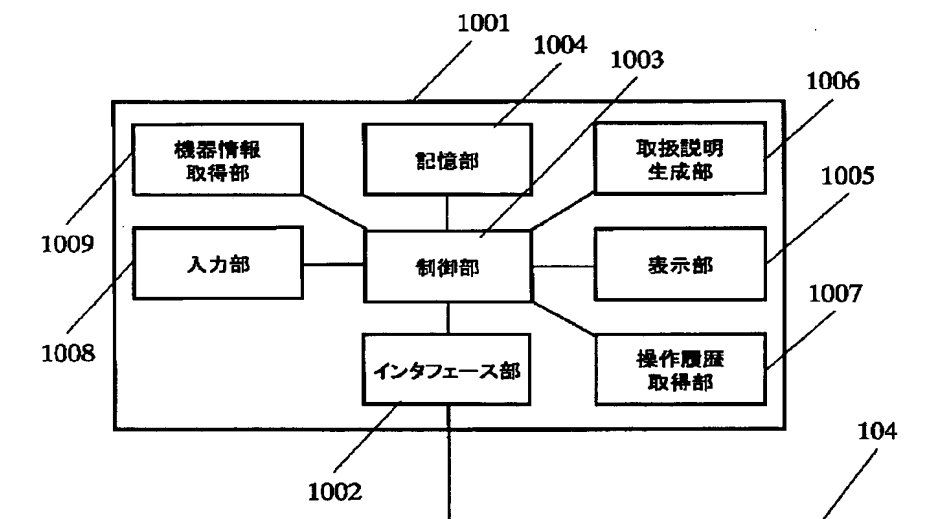 1001
1004
1003
1006
機器情報
取得部
記憶部
取扱説明
生成部
1005
1009
入力部
制御部
表示部
1007
1008
インタフェース部
操作履歴
取得部
104
1002